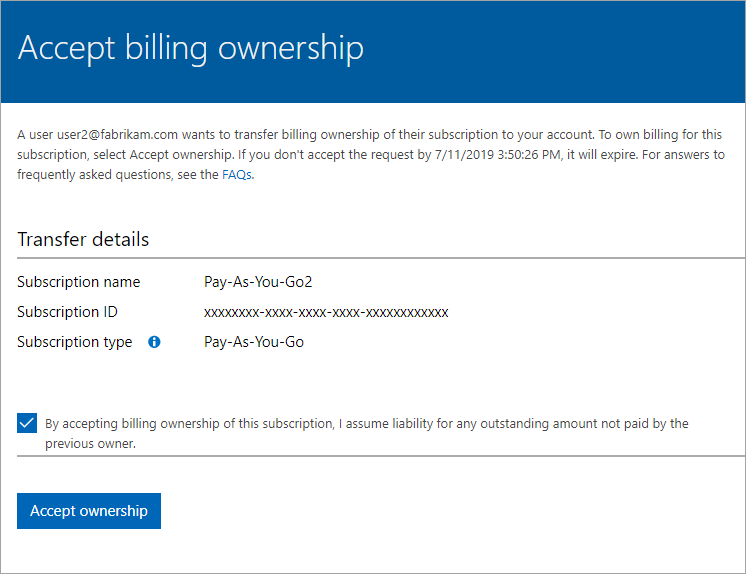 Accept billing ownership
A user user2@fabrikam.com wants to transfer billing ownership of their subscription to your account. To own billing for this
subscription, select Accept ownership. If you don't accept the request by 7/11/2019 3:50:26 PM, it will expire. For answers to
frequently asked questions, see the FAQs.
Transfer details
Subscription name Pay-As-You-Go2
Subscription ID xxxxxxxx-xxxx-xxxx-xxxx-xxxxxxxxxxxx
Subscription type Pay-As-You-Go
By accepting billing ownership of this subscription, I assume liability for any outstanding amount not paid by the
previous owner.
Accept ownership